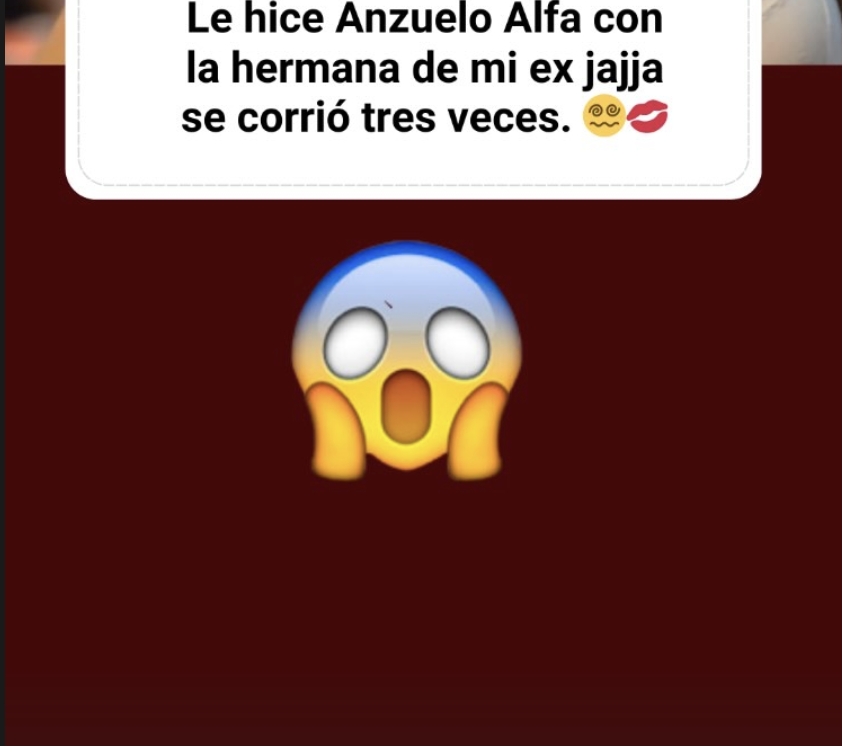 Le hice Anzuelo Alfa con
la hermana de mi ex jajja
se corrió tres veces. 😵‍💫💋